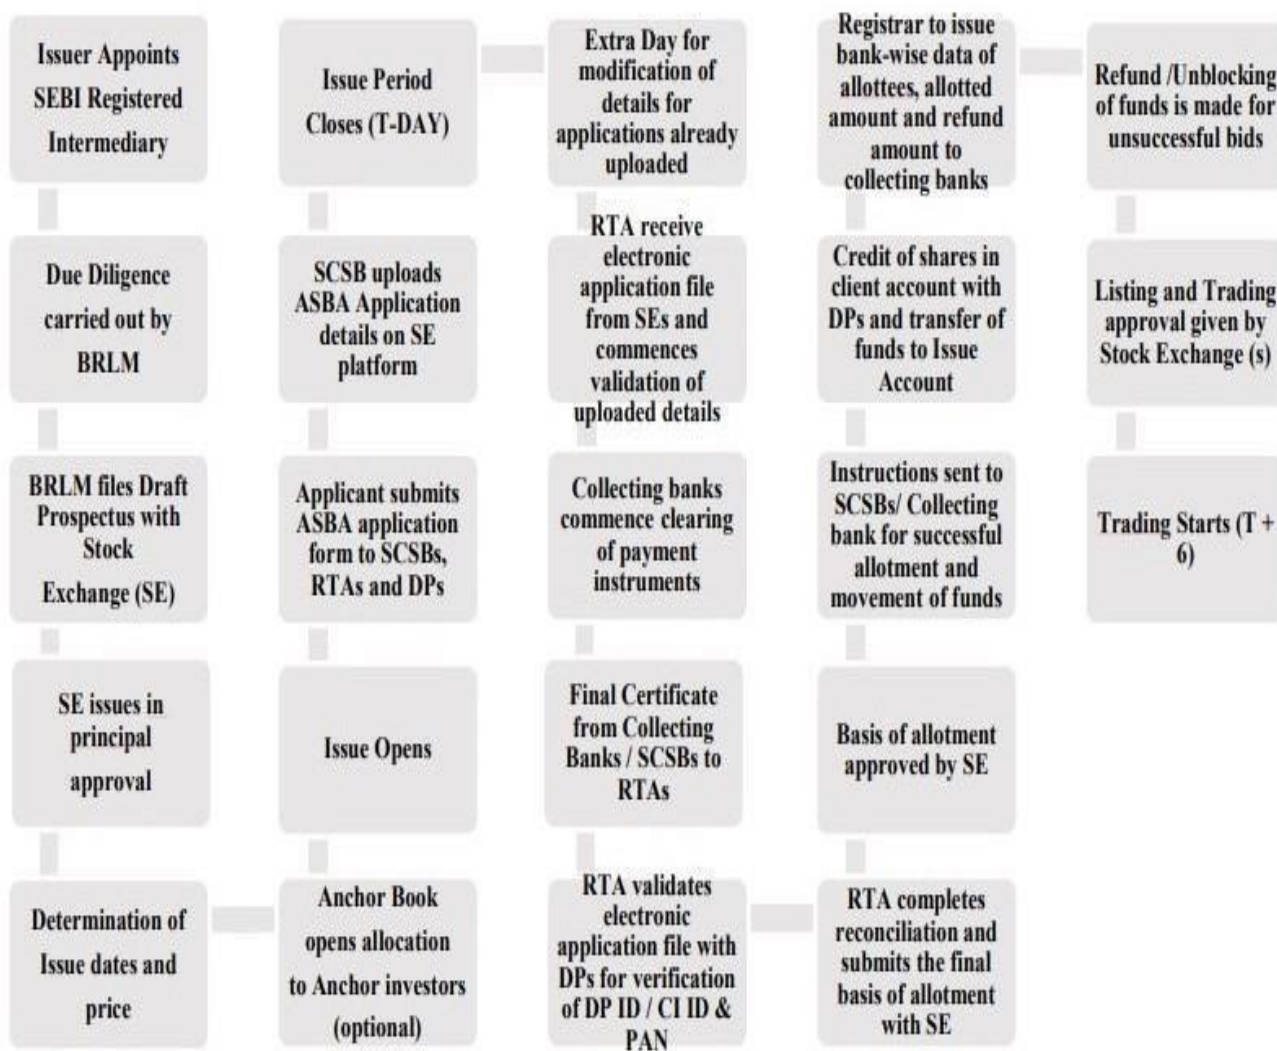 Issuer Appoints
SEBI Registered
Intermediary
Due Diligence
carried out by
BRLM
BRLM files Draft
Prospectus with
Stock
Exchange (SE)
SE issues in
principal
approval
Determination of
Issue dates and
price
Anchor Book
opens allocation
to Anchor investors
(optional)
Issue Opens
Applicant submits
ASBA application
form to SCSBs,
RTAs and DPs
SCSB uploads
ASBA Application
details on SE
platform
Issue Period
Closes (T-DAY)
Extra Day for
modification of
details for
applications already
uploaded
RTA receive
electronic
application file
from SEs and
commences
validation of
uploaded details
Collecting banks
commence clearing
of payment
instruments
Final Certificate
from Collecting
Banks / SCSBs to
RTAs
RTA validates
electronic
application file with
DPs for verification
of DP ID / CI ID &
PAN
RTA completes
reconciliation and
submits the final
basis of allotment
with SE
Basis of allotment
approved by SE
Instructions sent to
SCSBs/ Collecting
bank for successful
allotment and
movement of funds
Credit of shares in
client account with
DPs and transfer of
funds to Issue
Account
Registrar to issue
bank-wise data of
allottees, allotted
amount and refund
amount to
collecting banks
Refund /Unblocking
of funds is made for
unsuccessful bids
Listing and Trading
approval given by
Stock Exchange (s)
Trading Starts (T +
6)